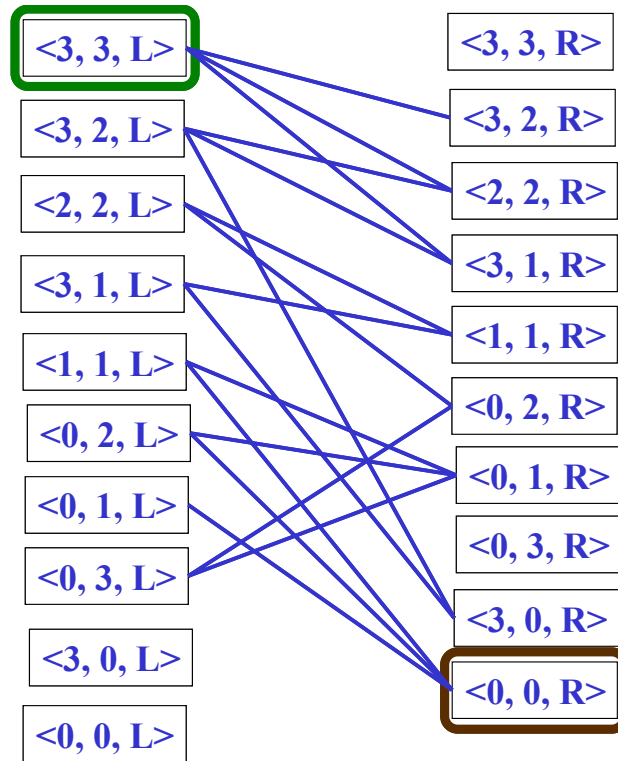 <3, 3, L>
<3, 2, L>
<2, 2, L>
<3, 1, L>
<1, 1, L>
<0, 2, L>
<0, 1, L>
<0, 3, L>
<3, 0, L>
<0, 0, L>
<3, 3, R>
<3, 2, R>
<2, 2, R>
<3, 1, R>
<1, 1, R>
<0, 2, R>
<0, 1, R>
<0, 3, R>
<3, 0, R>
<0, 0, R>